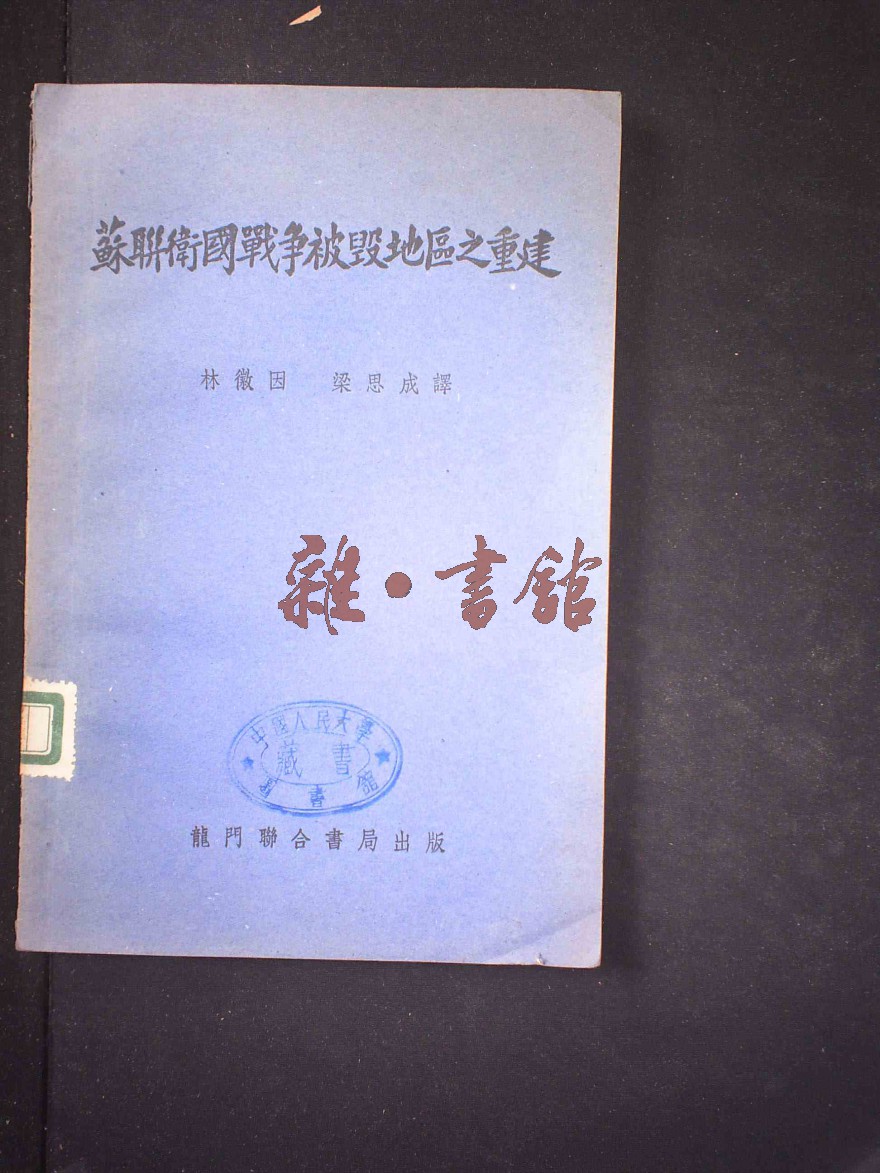 蘇聯衛國戰爭被毀地區之重建
林徽因 梁思成譯
雜·書館
中國人民大學
藏書
圖書館
龍門聯合書局出版